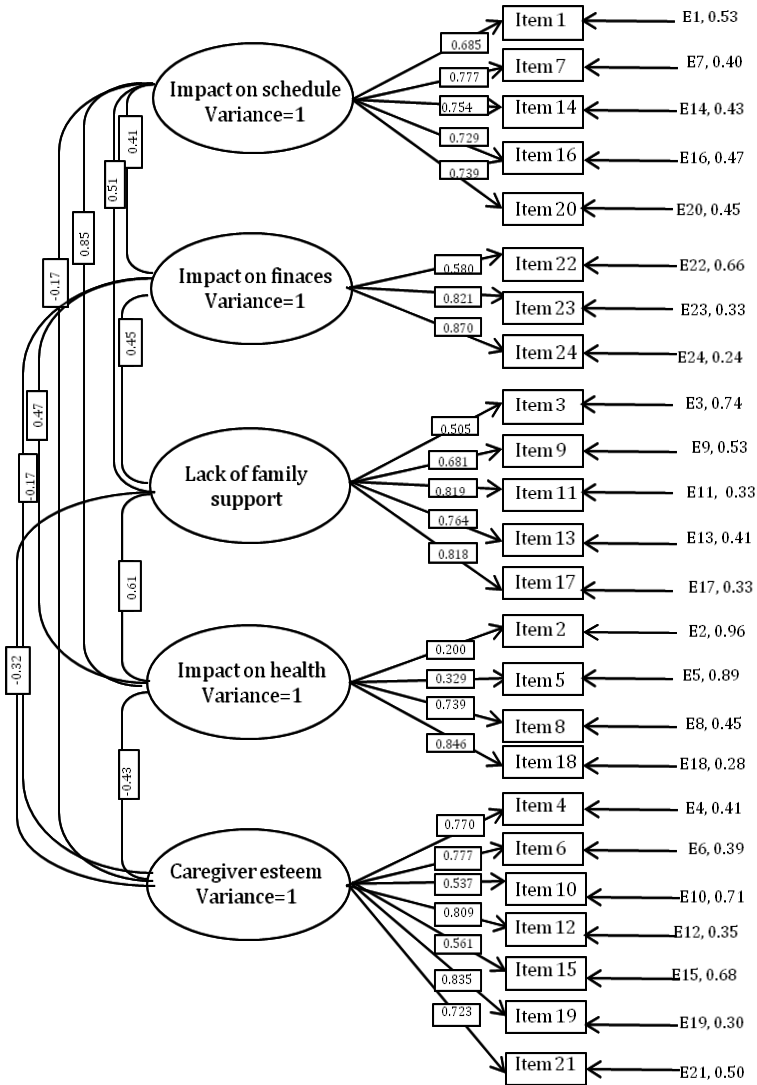 Impact on schedule
Variance=1
0.685
0.777
0.754
0.729
0.739
Item 1
Item 7
Item 14
Item 16
Item 20
E1, 0.53
E7, 0.40
E14, 0.43
E16, 0.47
E20, 0.45
0.41
0.51
0.85
-0.17
Impact on finaces
Variance=1
0.580
0.821
0.870
Item 22
Item 23
Item 24
E22, 0.66
E23, 0.33
E24, 0.24
0.45
0.47
-0.17
Lack of family
support
0.505
0.681
0.819
0.764
0.818
Item 3
Item 9
Item 11
Item 13
Item 17
E3, 0.74
E9, 0.53
E11, 0.33
E13, 0.41
E17, 0.33
0.61
-0.32
Impact on health
Variance=1
0.200
0.329
0.739
0.846
Item 2
Item 5
Item 8
Item 18
E2, 0.96
E5, 0.89
E8, 0.45
E18, 0.28
-0.43
Caregiver esteem
Variance=1
0.770
0.777
0.537
0.809
0.561
0.835
0.723
Item 4
Item 6
Item 10
Item 12
Item 15
Item 19
Item 21
E4, 0.41
E6, 0.39
E10, 0.71
E12, 0.35
E15, 0.68
E19, 0.30
E21, 0.50